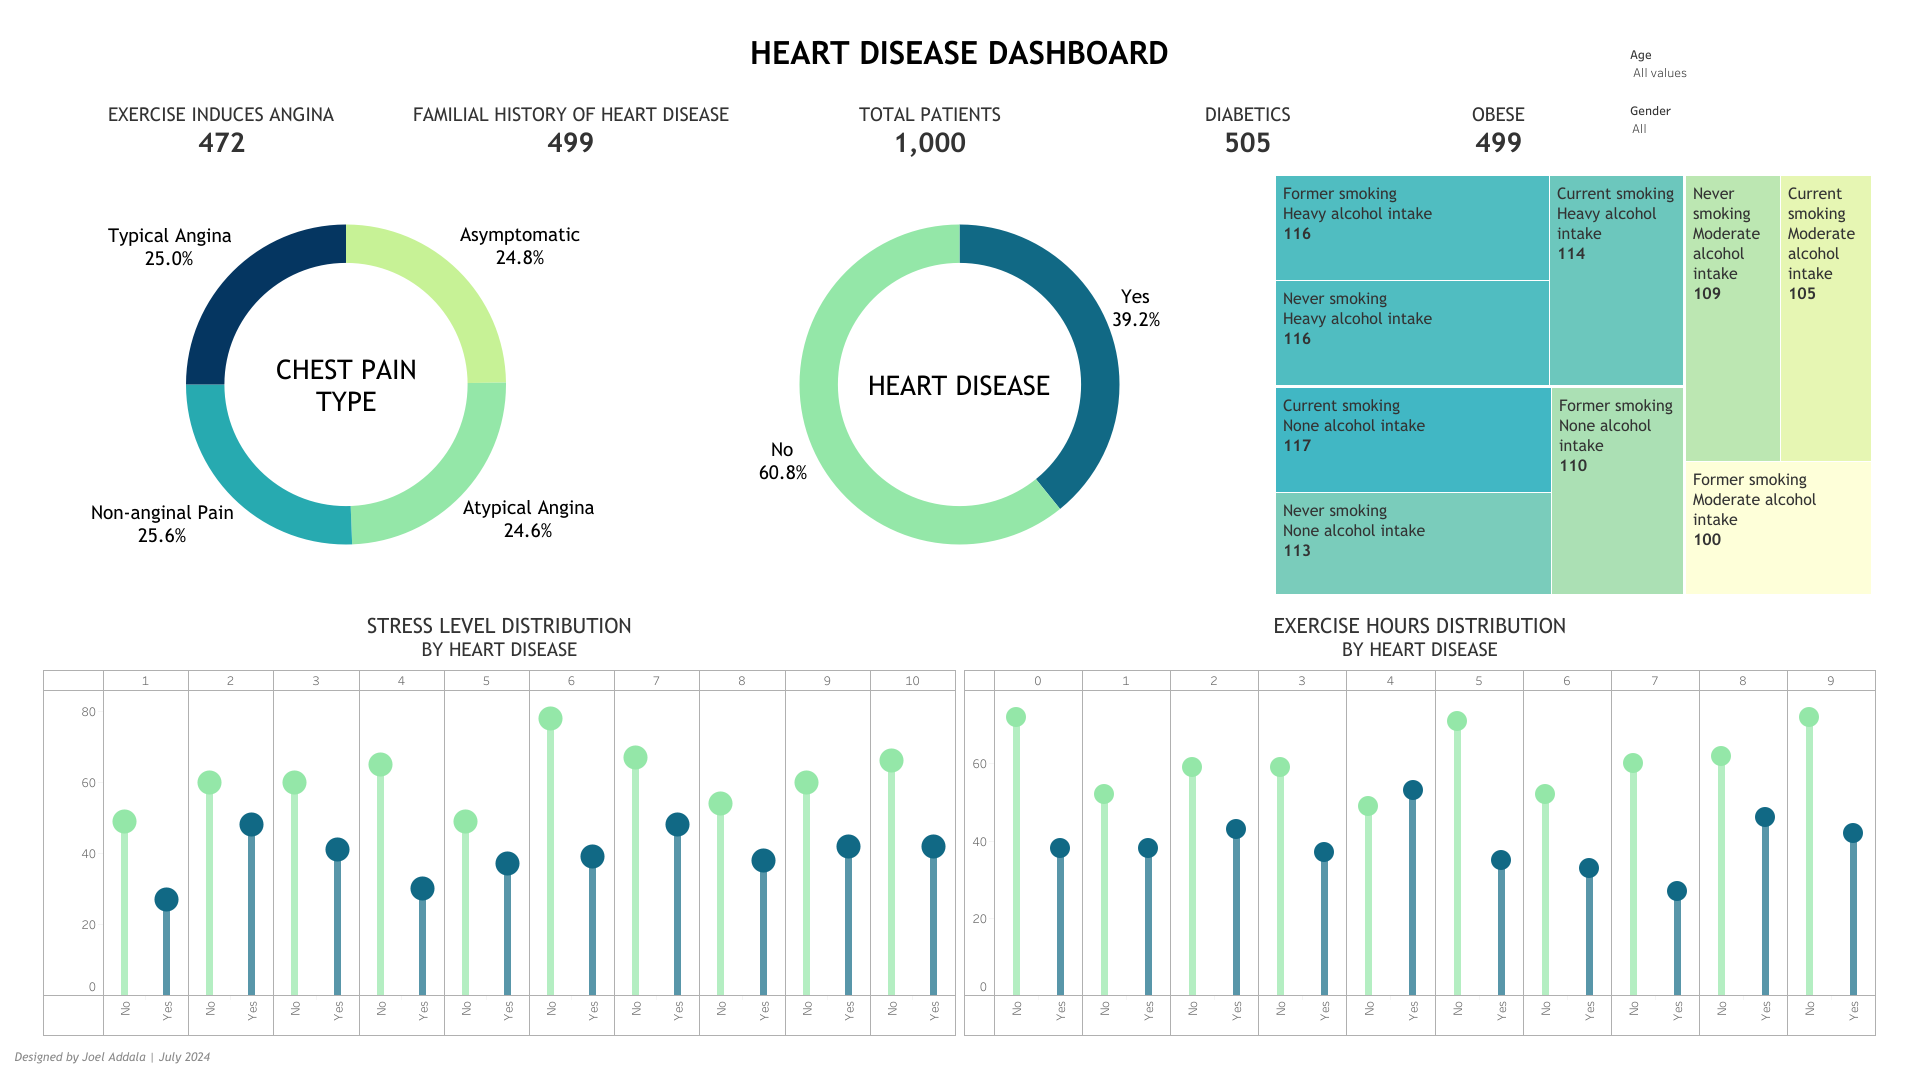 HEART DISEASE DASHBOARD
Age
All values
Gender
All
EXERCISE INDUCES ANGINA
472
FAMILIAL HISTORY OF HEART DISEASE
499
TOTAL PATIENTS
1,000
DIABETICS
505
OBESE
499
Typical Angina
25.0%
Asymptomatic
24.8%
CHEST PAIN
TYPE
Non-anginal Pain
25.6%
Atypical Angina
24.6%
Yes
39.2%
HEART DISEASE
No
60.8%
Former smoking
Heavy alcohol intake
116
Never smoking
Heavy alcohol intake
116
Current smoking
None alcohol intake
117
Never smoking
None alcohol intake
113
Current smoking
Heavy alcohol
intake
114
Former smoking
None alcohol
intake
110
Never
smoking
Moderate
alcohol
intake
109
Current
smoking
Moderate
alcohol
intake
105
Former smoking
Moderate alcohol
intake
100
STRESS LEVEL DISTRIBUTION
BY HEART DISEASE
1 2 3 4 5 6 7 8 9 10
80
60
40
20
0
No Yes No Yes No Yes No Yes No Yes No Yes No Yes No Yes No Yes No Yes
EXERCISE HOURS DISTRIBUTION
BY HEART DISEASE
0 1 2 3 4 5 6 7 8 9
60
40
20
0
No Yes No Yes No Yes No Yes No Yes No Yes No Yes No Yes No Yes No Yes
Designed by Joel Addala | July 2024